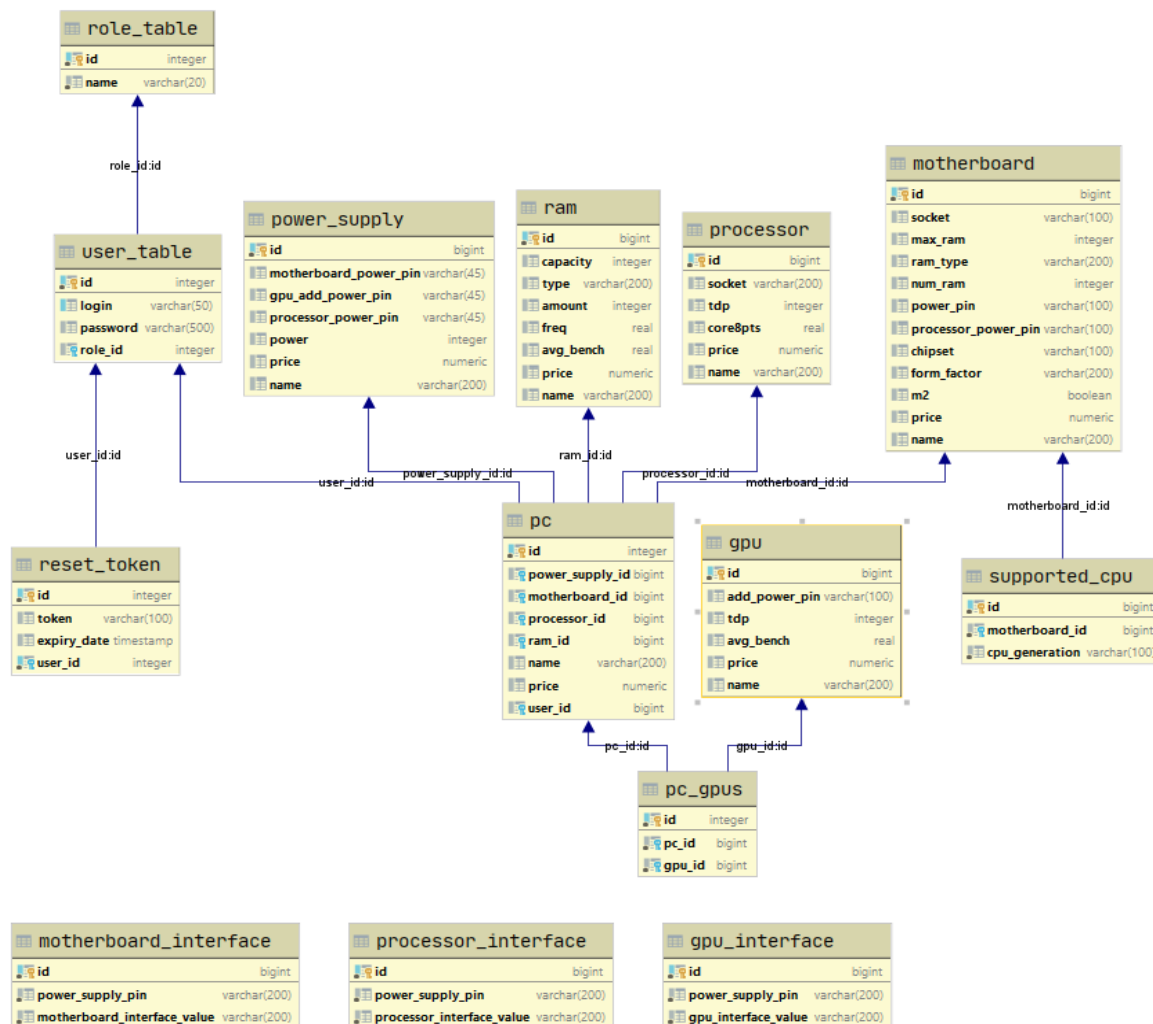 role_table
id integer
name varchar(20)
role_id:id
user_table
id integer
login varchar(50)
password varchar(500)
role_id integer
power_supply
id bigint
motherboard_power_pin varchar(45)
gpu_add_power_pin varchar(45)
processor_power_pin varchar(45)
power integer
price numeric
name varchar(200)
ram
id bigint
capacity integer
type varchar(200)
amount integer
freq real
avg_bench real
price numeric
name varchar(200)
processor
id bigint
socket varchar(200)
tdp integer
core8pts real
price numeric
name varchar(200)
motherboard
id bigint
socket varchar(100)
max_ram integer
ram_type varchar(200)
num_ram integer
power_pin varchar(100)
processor_power_pin varchar(100)
chipset varchar(100)
form_factor varchar(200)
m2 boolean
price numeric
name varchar(200)
user_id:id
user_id:id
power_supply_id:id
ram_id:id
processor_id:id
motherboard_id:id
motherboard_id:id
reset_token
id integer
token varchar(100)
expiry_date timestamp
user_id integer
pc
id integer
power_supply_id bigint
motherboard_id bigint
processor_id bigint
ram_id bigint
name varchar(200)
price numeric
user_id bigint
gpu
id bigint
add_power_pin varchar(100)
tdp integer
avg_bench real
price numeric
name varchar(200)
supported_cpu
id bigint
motherboard_id bigint
cpu_generation varchar(100)
pc_id:id
gpu_id:id
pc_gpus
id integer
pc_id bigint
gpu_id bigint
motherboard_interface
id bigint
power_supply_pin varchar(200)
motherboard_interface_value varchar(200)
processor_interface
id bigint
power_supply_pin varchar(200)
processor_interface_value varchar(200)
gpu_interface
id bigint
power_supply_pin varchar(200)
gpu_interface_value varchar(200)